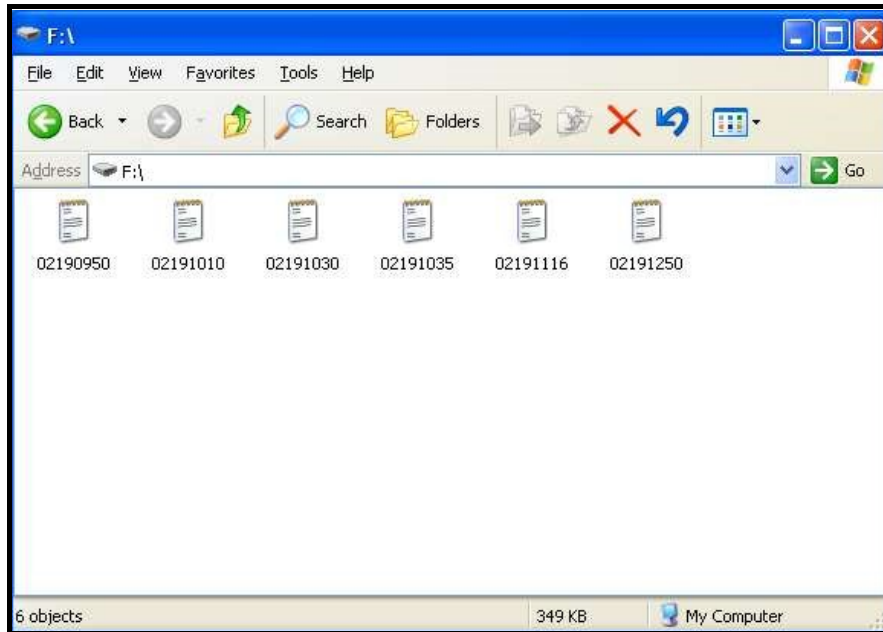 F:\
File Edit View Favorites Tools Help
Back Search Folders
Address F:\ Go
02190950 02191010 02191030 02191035 02191116 02191250
6 objects 349 KB My Computer